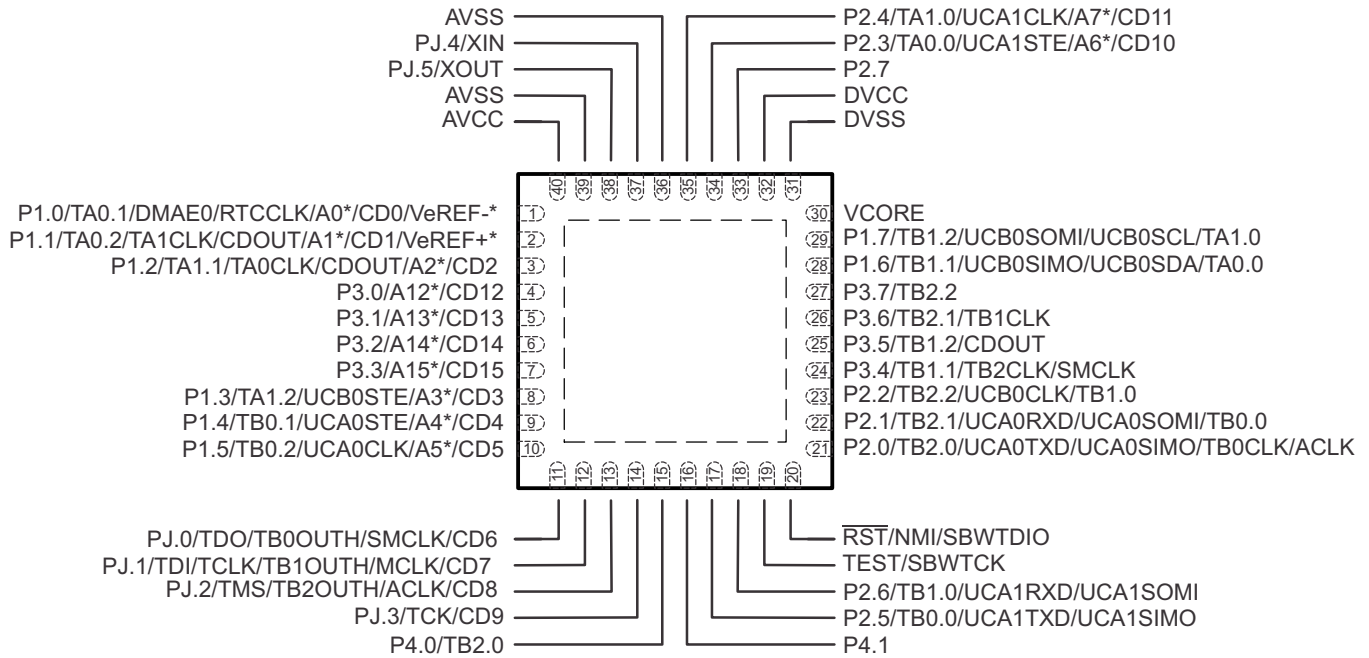 AVSS
PJ.4/XIN
PJ.5/XOUT
AVSS
AVCC
P2.4/TA1.0/UCA1CLK/A7*/CD11
P2.3/TA0.0/UCA1STE/A6*/CD10
P2.7
DVCC
DVSS
40 39 38 37 36 35 34 33 32 31
P1.0/TA0.1/DMAE0/RTCCLK/A0*/CD0/VeREF-* 1
P1.1/TA0.2/TA1CLK/CDOUT/A1*/CD1/VeREF+* 2
P1.2/TA1.1/TA0CLK/CDOUT/A2*/CD2 3
P3.0/A12*/CD12 4
P3.1/A13*/CD13 5
P3.2/A14*/CD14 6
P3.3/A15*/CD15 7
P1.3/TA1.2/UCB0STE/A3*/CD3 8
P1.4/TB0.1/UCA0STE/A4*/CD4 9
P1.5/TB0.2/UCA0CLK/A5*/CD5 10
30 VCORE
29 P1.7/TB1.2/UCB0SOMI/UCB0SCL/TA1.0
28 P1.6/TB1.1/UCB0SIMO/UCB0SDA/TA0.0
27 P3.7/TB2.2
26 P3.6/TB2.1/TB1CLK
25 P3.5/TB1.2/CDOUT
24 P3.4/TB1.1/TB2CLK/SMCLK
23 P2.2/TB2.2/UCB0CLK/TB1.0
22 P2.1/TB2.1/UCA0RXD/UCA0SOMI/TB0.0
21 P2.0/TB2.0/UCA0TXD/UCA0SIMO/TB0CLK/ACLK
11 12 13 14 15 16 17 18 19 20
PJ.0/TDO/TB0OUTH/SMCLK/CD6
PJ.1/TDI/TCLK/TB1OUTH/MCLK/CD7
PJ.2/TMS/TB2OUTH/ACLK/CD8
PJ.3/TCK/CD9
P4.0/TB2.0
RST/NMI/SBWTDIO
TEST/SBWTCK
P2.6/TB1.0/UCA1RXD/UCA1SOMI
P2.5/TB0.0/UCA1TXD/UCA1SIMO
P4.1